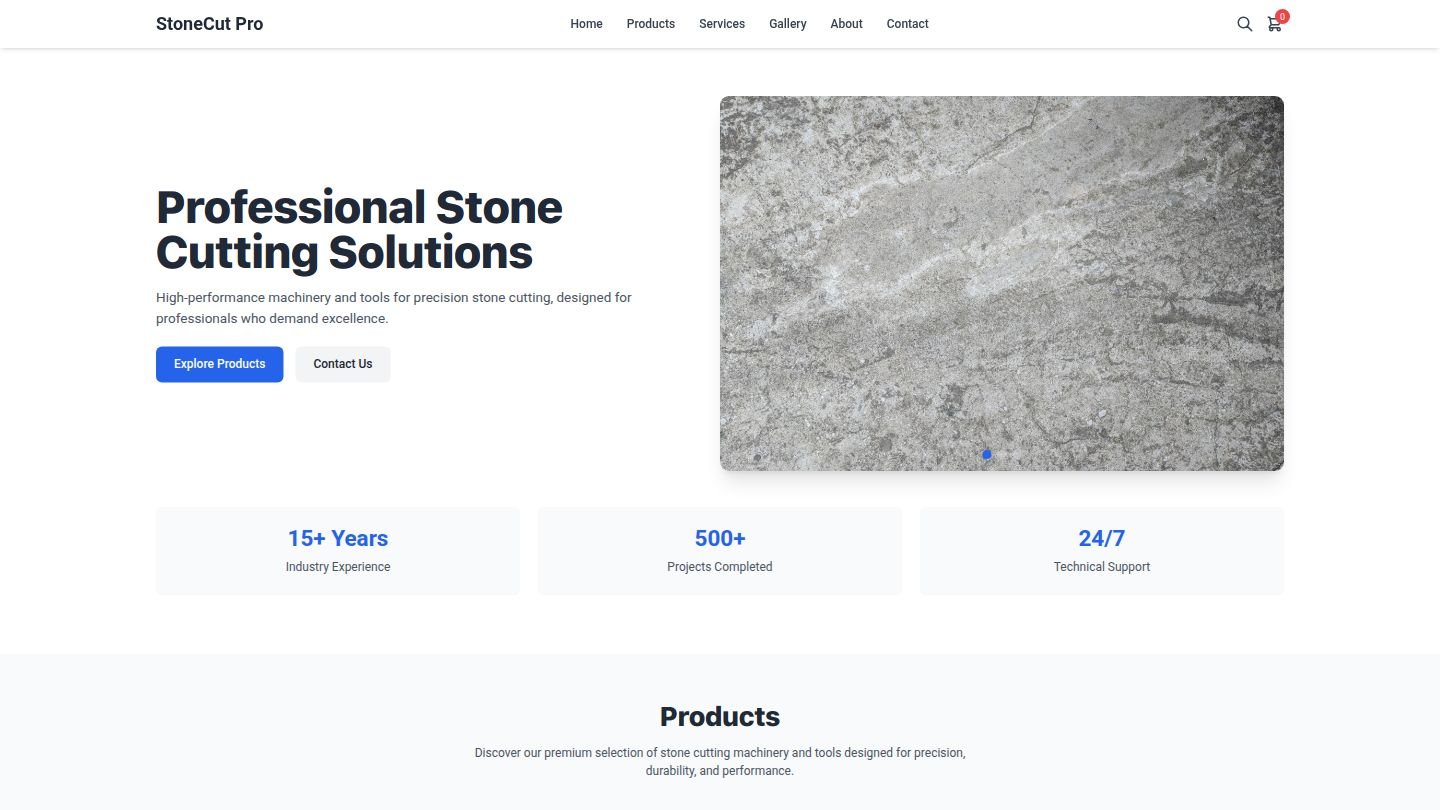 StoneCut Pro
Home Products Services Gallery About Contact
0
Professional Stone
Cutting Solutions
High-performance machinery and tools for precision stone cutting, designed for
professionals who demand excellence.
Explore Products Contact Us
15+ Years
Industry Experience
500+
Projects Completed
24/7
Technical Support
Products
Discover our premium selection of stone cutting machinery and tools designed for precision,
durability, and performance.